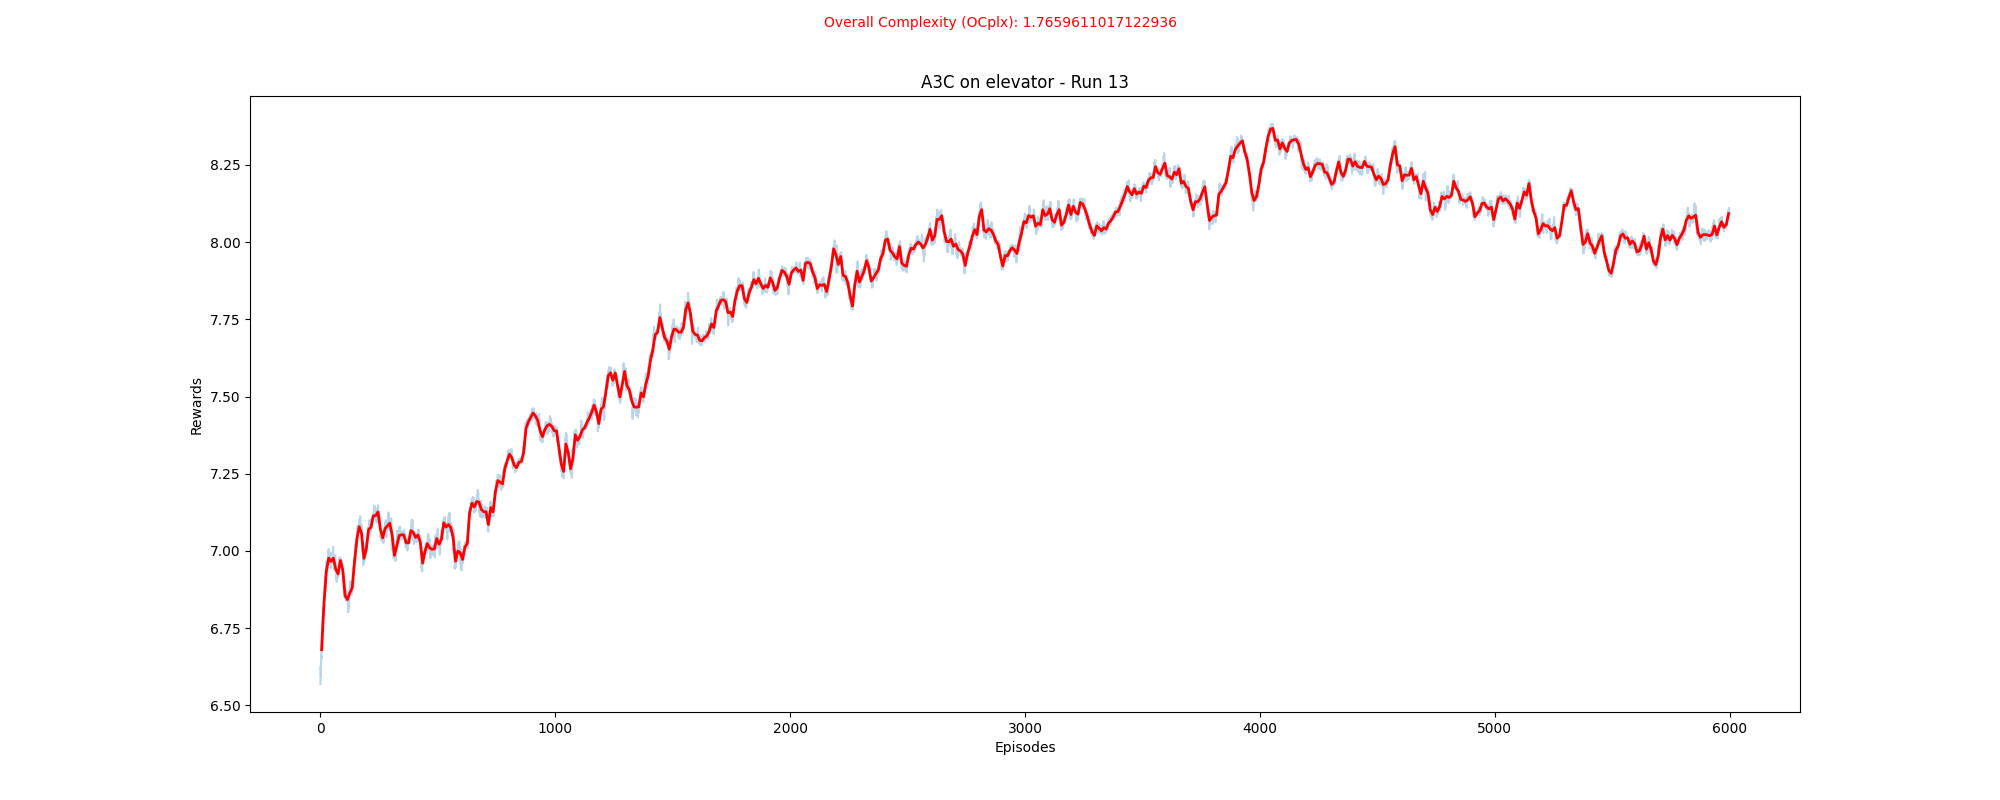 Overall Complexity (OCplx): 1.7659611017122936
A3C on elevator - Run 13
Rewards
8.25
8.00
7.75
7.50
7.25
7.00
6.75
6.50
0 1000 2000 3000 4000 5000 6000
Episodes